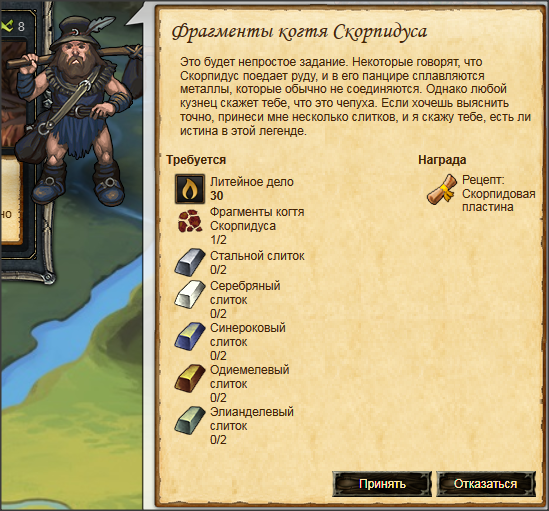 8
Фрагменты когтя Скорпидуса
Это будет непростое задание. Некоторые говорят, что
Скорпидус поедает руду, и в его панцире сплавляются
металлы, которые обычно не соединяются. Однако любой
кузнец скажет тебе, что это чепуха. Если хочешь выяснить
точно, принеси мне несколько слитков, и я скажу тебе, есть ли
истина в этой легенде.
Требуется
Литейное дело
30
Фрагменты когтя
Скорпидуса
1/2
Стальной слиток
0/2
Серебряный
слиток
0/2
Синероковый
слиток
0/2
Одиемелевый
слиток
0/2
Элианделевый
слиток
0/2
Награда
Рецепт:
Скорпидовая
пластина
но
Принять
Отказаться